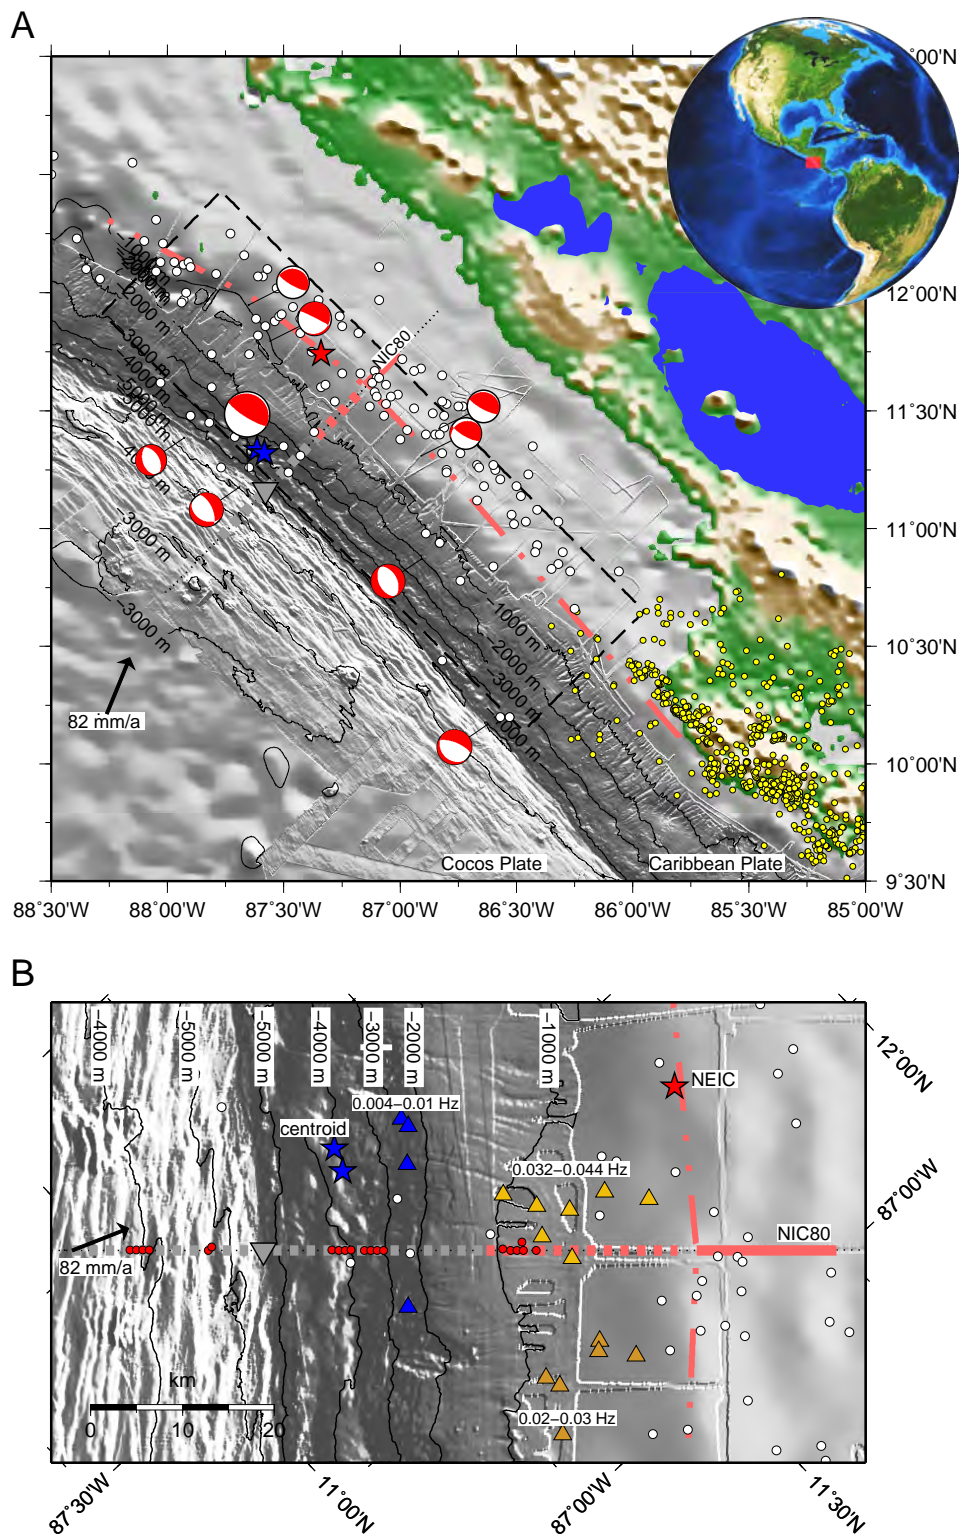 A
00'N
12°00'N
11°30'N
11°00'N
10°30'N
10°00'N
9°30'N
NIC80
−3000 m
−4000 m
−3000 m
−3000 m
−1000 m
−2000 m
−3000 m
82 mm/a
Cocos Plate
Caribbean Plate
88°30'W
88°00'W
87°30'W
87°00'W
86°30'W
86°00'W
85°30'W
85°00'W
B
−4000 m
−5000 m
−5000 m
−4000 m
−3000 m
−2000 m
−1000 m
12°00'N
NEIC
0.004−0.01 Hz
centroid
0.032−0.044 Hz
87°00'W
NIC80
82 mm/a
km
0
10
20
0.02−0.03 Hz
87°30'W
11°00'N
87°00'W
11°30'N